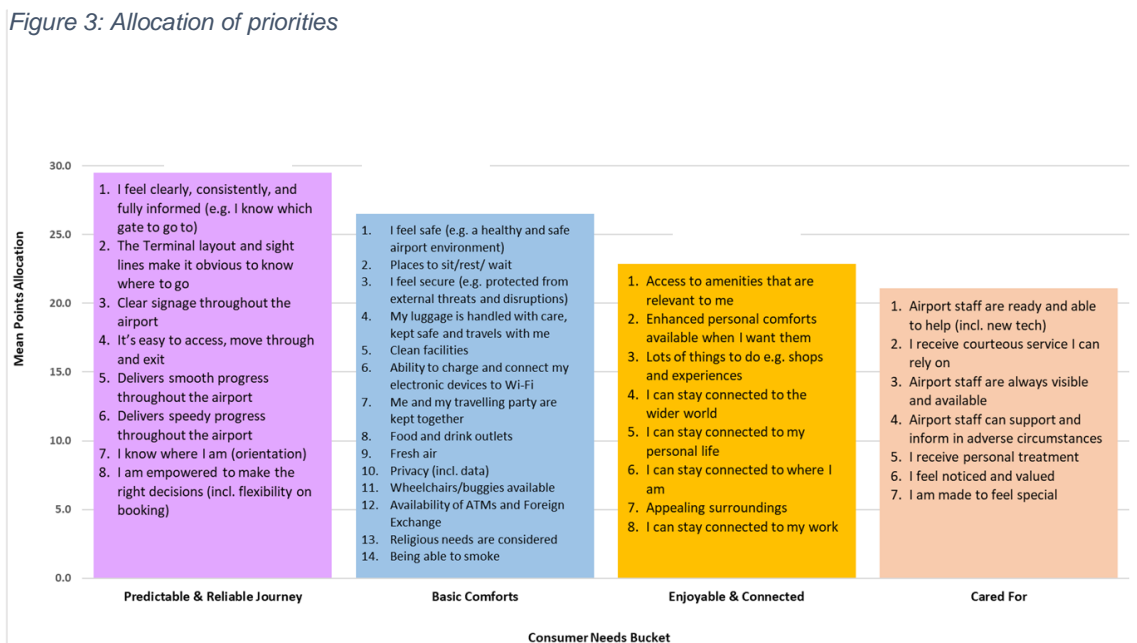 Figure 3: Allocation of priorities
Mean Points Allocation
30.0
25.0
20.0
15.0
10.0
5.0
0.0
1. I feel clearly, consistently, and
fully informed (e.g. I know which
gate to go to)
2. The Terminal layout and sight
lines make it obvious to know
where to go
3. Clear signage throughout the
airport
4. It's easy to access, move through
and exit
5. Delivers smooth progress
throughout the airport
6. Delivers speedy progress
throughout the airport
7. I know where I am (orientation)
8. I am empowered to make the
right decisions (incl. flexibility on
booking)
1. I feel safe (e.g. a healthy and safe
airport environment)
2. Places to sit/rest/ wait
3. I feel secure (e.g. protected from
external threats and disruptions)
4. My luggage is handled with care,
kept safe and travels with me
5. Clean facilities
6. Ability to charge and connect my
electronic devices to Wi-Fi
7. Me and my travelling party are
kept together
8. Food and drink outlets
9. Fresh air
10. Privacy (incl. data)
11. Wheelchairs/buggies available
12. Availability of ATMs and Foreign
Exchange
13. Religious needs are considered
14. Being able to smoke
1. Access to amenities that are
relevant to me
2. Enhanced personal comforts
available when I want them
3. Lots of things to do e.g. shops
and experiences
4. I can stay connected to the
wider world
5. I can stay connected to my
personal life
6. I can stay connected to where I
am
7. Appealing surroundings
8. I can stay connected to my work
1. Airport staff are ready and able
to help (incl. new tech)
2. I receive courteous service I can
rely on
3. Airport staff are always visible
and available
4. Airport staff can support and
inform in adverse circumstances
5. I receive personal treatment
6. I feel noticed and valued
7. I am made to feel special
Predictable & Reliable Journey
Basic Comforts
Enjoyable & Connected
Cared For
Consumer Needs Bucket